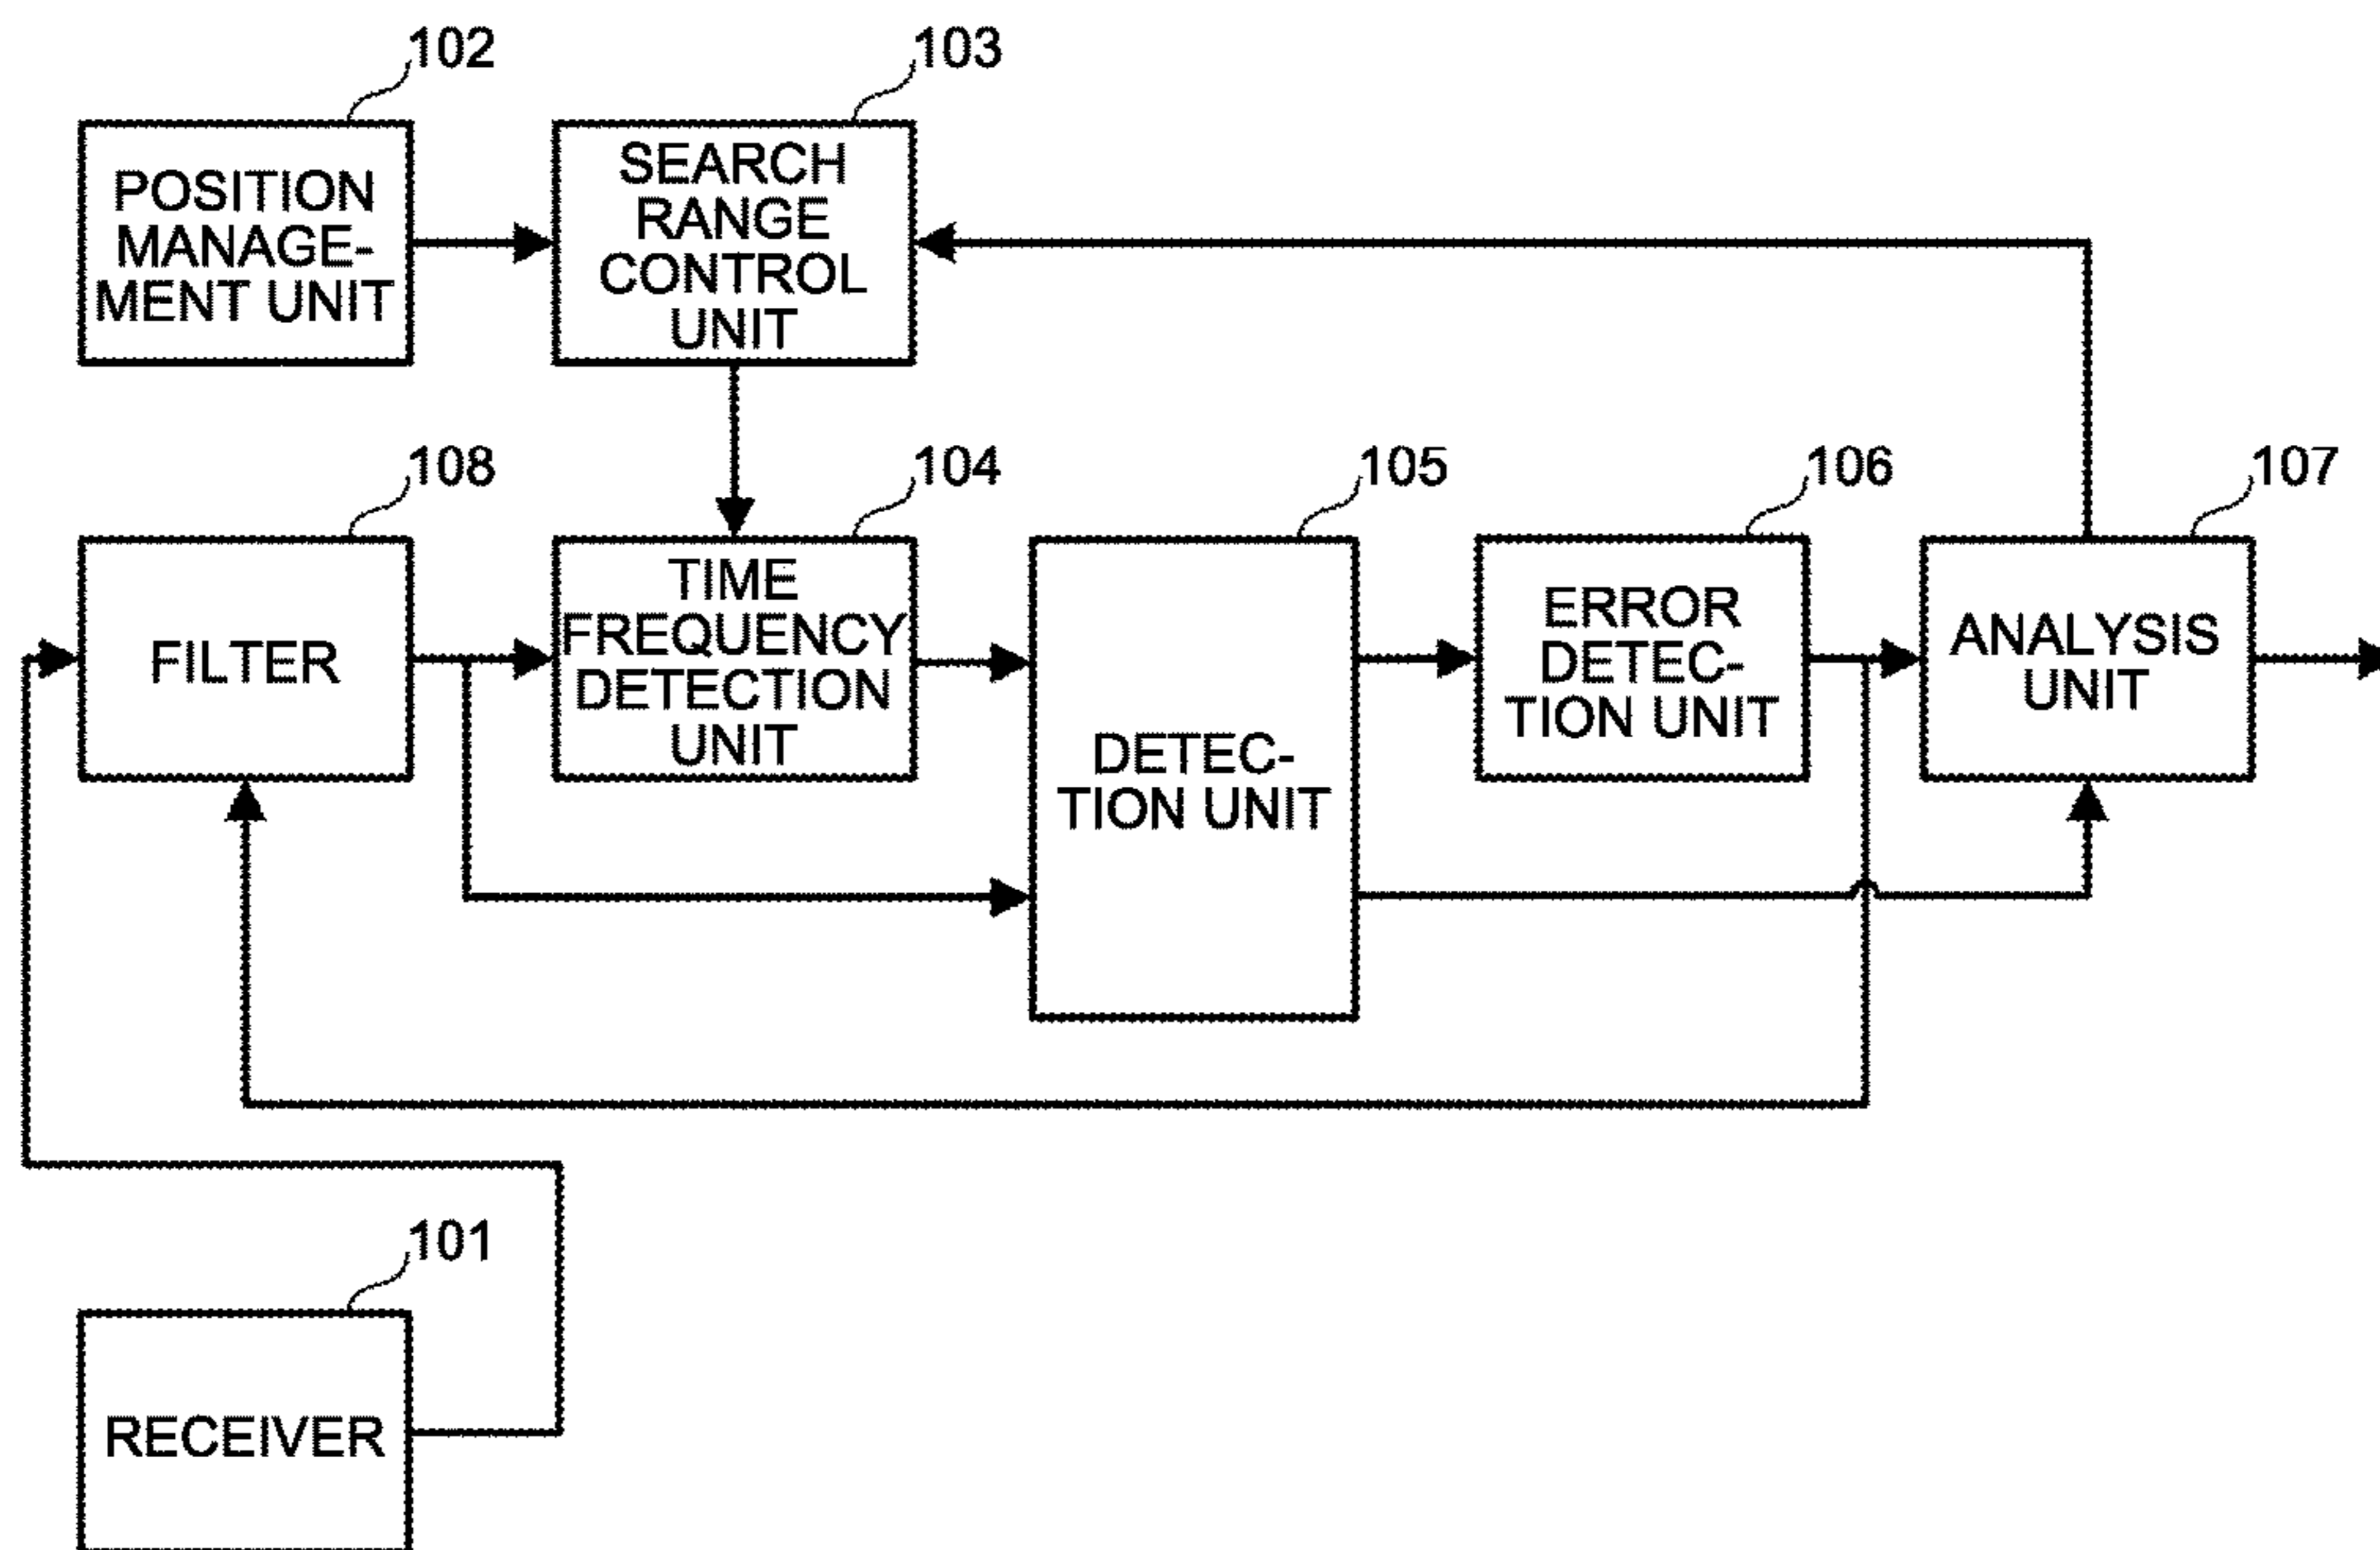 102
POSITION
MANAGE-
MENT UNIT
103
SEARCH
RANGE
CONTROL
UNIT
108
FILTER
104
TIME
FREQUENCY
DETECTION
UNIT
105
DETEC-
TION UNIT
106
ERROR
DETEC-
TION UNIT
107
ANALYSIS
UNIT
101
RECEIVER